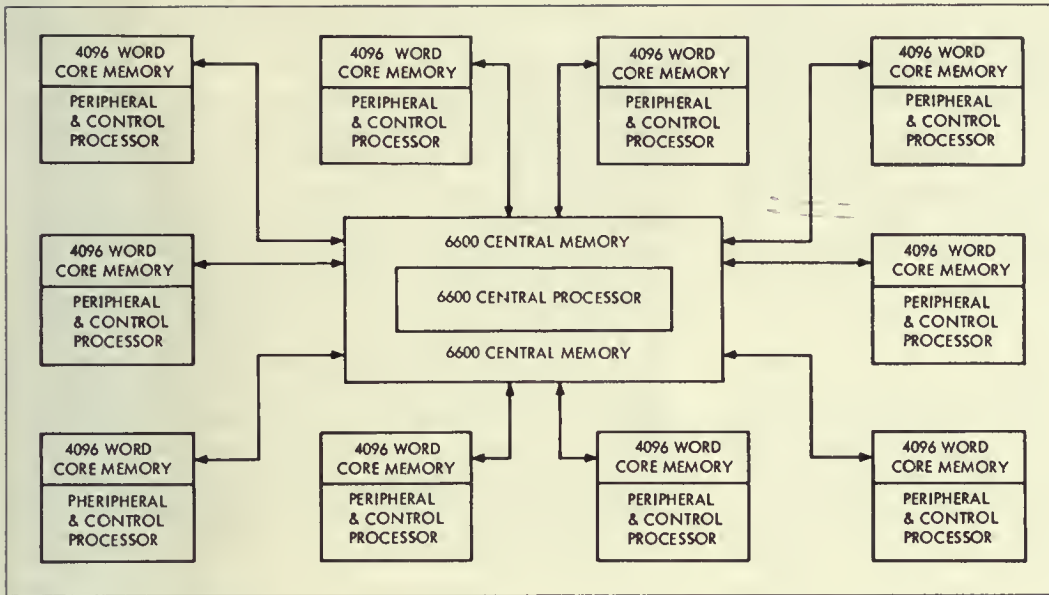 4096 WORD
CORE MEMORY
PERIPHERAL
& CONTROL
PROCESSOR
4096 WORD
CORE MEMORY
PERIPHERAL
& CONTROL
PROCESSOR
4096 WORD
CORE MEMORY
PERIPHERAL
& CONTROL
PROCESSOR
4096 WORD
CORE MEMORY
PERIPHERAL
& CONTROL
PROCESSOR
4096 WORD
CORE MEMORY
PERIPHERAL
& CONTROL
PROCESSOR
6600 CENTRAL MEMORY
6600 CENTRAL PROCESSOR
6600 CENTRAL MEMORY
4096 WORD
CORE MEMORY
PERIPHERAL
& CONTROL
PROCESSOR
4096 WORD
CORE MEMORY
PHERIPHERAL
& CONTROL
PROCESSOR
4096 WORD
CORE MEMORY
PERIPHERAL
& CONTROL
PROCESSOR
4096 WORD
CORE MEMORY
PERIPHERAL
& CONTROL
PROCESSOR
4096 WORD
CORE MEMORY
PERIPHERAL
& CONTROL
PROCESSOR